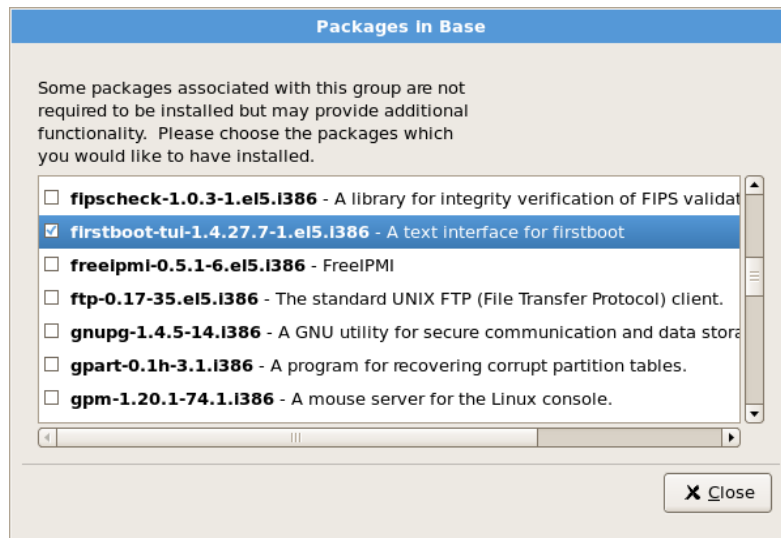 Packages in Base
Some packages associated with this group are not
required to be installed but may provide additional
functionality.  Please choose the packages which
you would like to have installed.
fipscheck-1.0.3-1.el5.i386 - A library for integrity verification of FIPS validat
firstboot-tui-1.4.27.7-1.el5.i386 - A text interface for firstboot
freeipmi-0.5.1-6.el5.i386 - FreeIPMI
ftp-0.17-35.el5.i386 - The standard UNIX FTP (File Transfer Protocol) client.
gnupg-1.4.5-14.i386 - A GNU utility for secure communication and data stora
gpart-0.1h-3.1.i386 - A program for recovering corrupt partition tables.
gpm-1.20.1-74.1.i386 - A mouse server for the Linux console.
Close